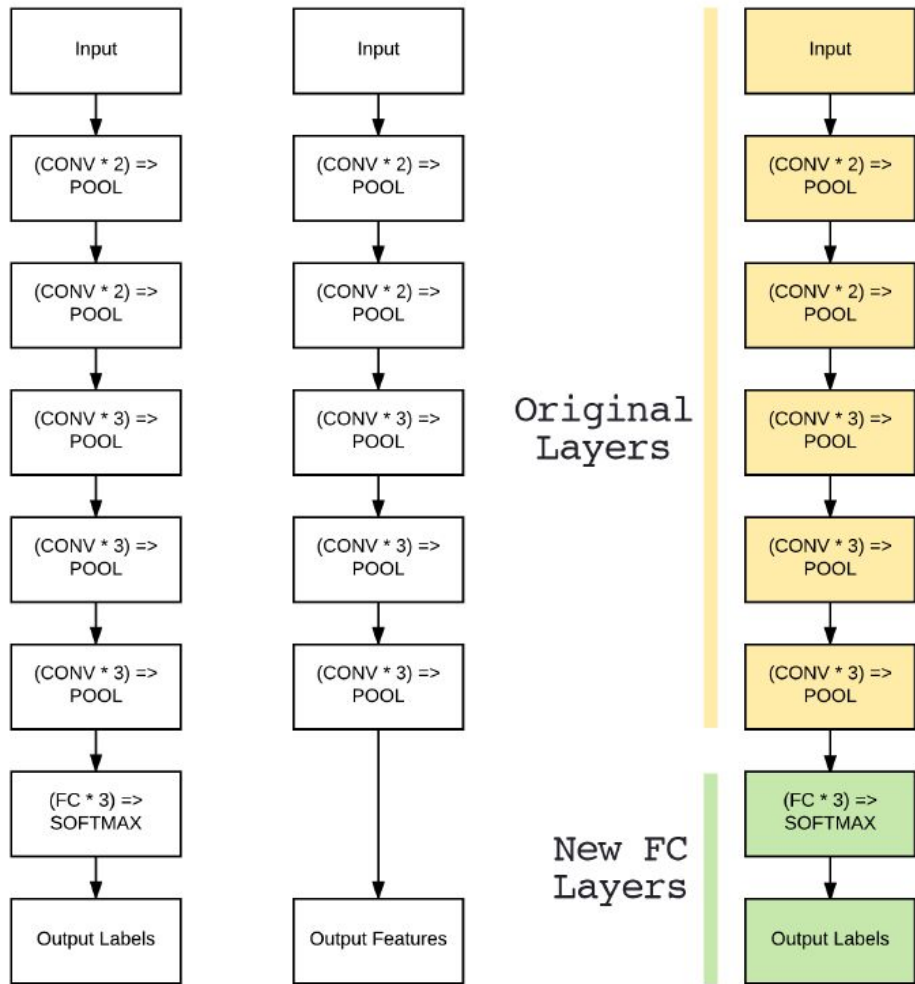 Input
(CONV * 2) =>
POOL
(CONV * 2) =>
POOL
(CONV * 3) =>
POOL
(CONV * 3) =>
POOL
(CONV * 3) =>
POOL
(FC * 3) =>
SOFTMAX
Output Labels
Input
(CONV * 2) =>
POOL
(CONV * 2) =>
POOL
(CONV * 3) =>
POOL
(CONV * 3) =>
POOL
(CONV * 3) =>
POOL
Output Features
Original
Layers
New FC
Layers
Input
(CONV * 2) =>
POOL
(CONV * 2) =>
POOL
(CONV * 3) =>
POOL
(CONV * 3) =>
POOL
(CONV * 3) =>
POOL
(FC * 3) =>
SOFTMAX
Output Labels